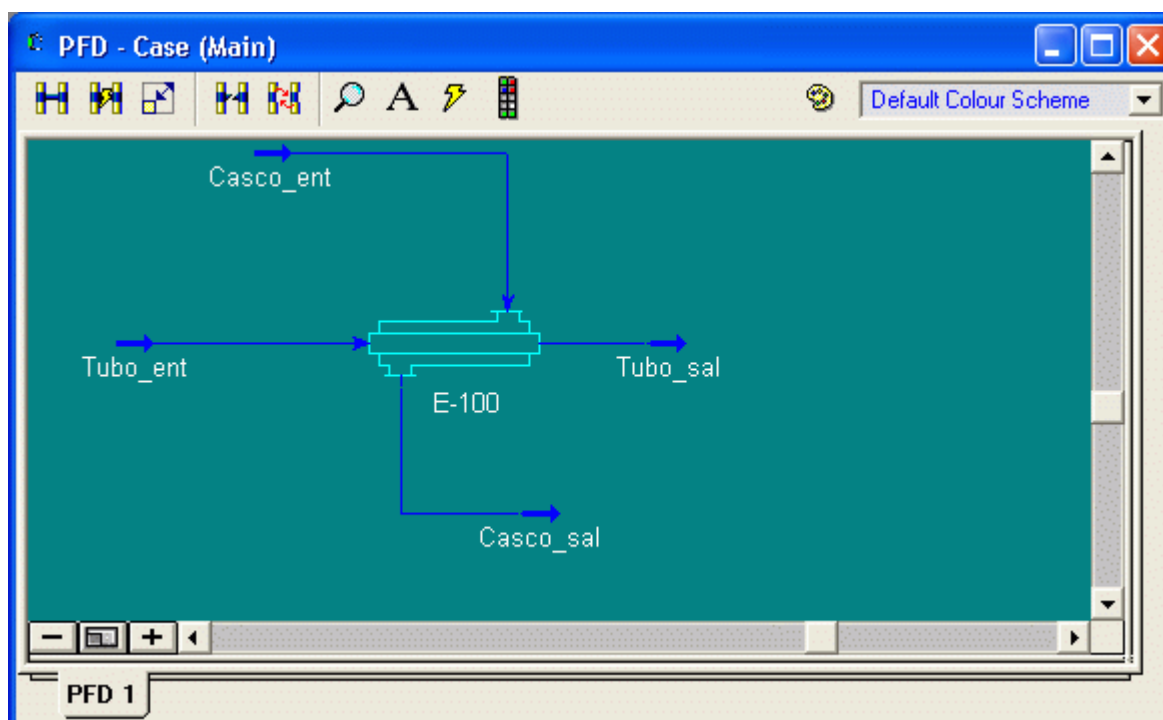 PFD - Case (Main)
A
Default Colour Scheme
Casco_ent
Tubo_ent
Tubo_sal
E-100
Casco_sal
PFD 1